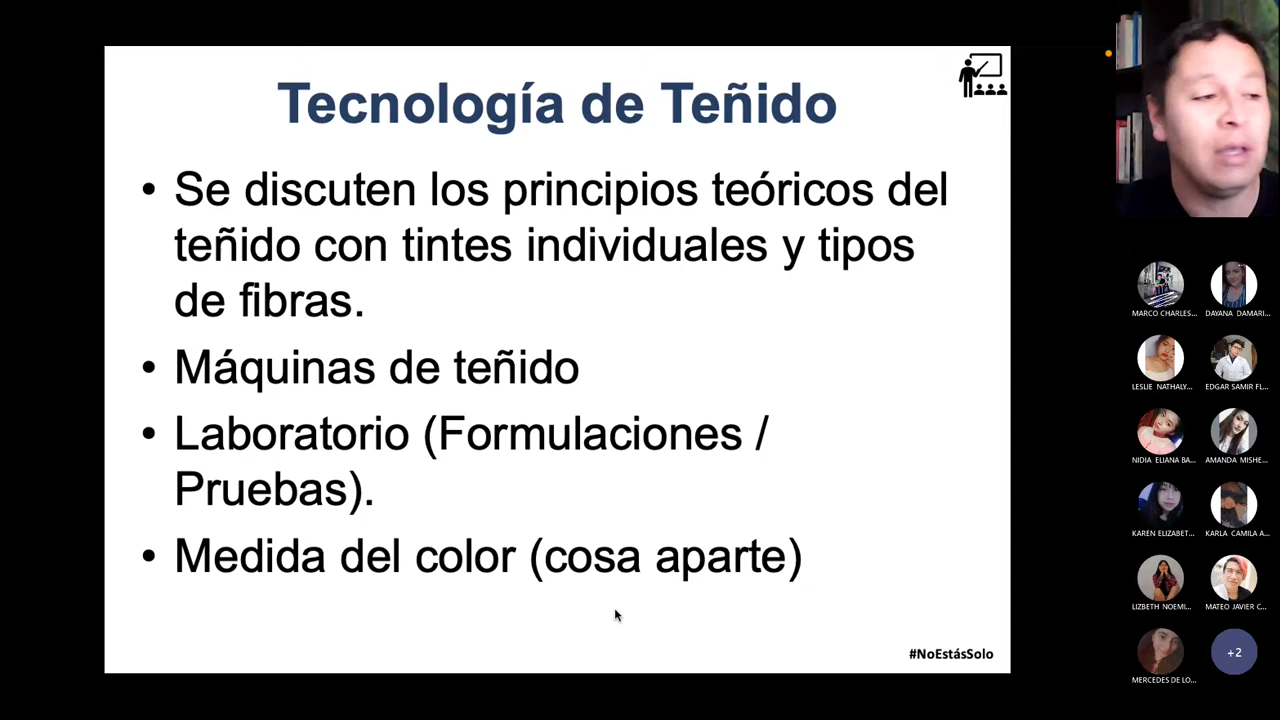 Tecnología de Teñido
• Se discuten los principios teóricos del
teñido con tintes individuales y tipos
de fibras.
• Máquinas de teñido
• Laboratorio (Formulaciones /
Pruebas).
• Medida del color (cosa aparte)
#NoEstásSolo
MARCO CHARLES...
DAYANA DAMARI...
LESLIE NATHALY...
EDGAR SAMIR FL...
NIDIA ELIANA BA...
AMANDA MISHE...
KAREN ELIZABET...
KARLA CAMILA A...
LIZBETH NOEMI...
MATEO JAVIER C...
MERCEDES DE LO...
+2